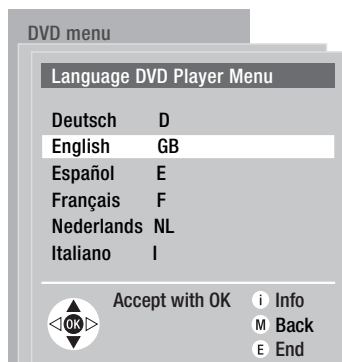 DVD menu
Language DVD Player Menu
Deutsch D
English GB
Español E
Français F
Nederlands NL
Italiano I
Accept with OK
i Info
OK
M Back
E End